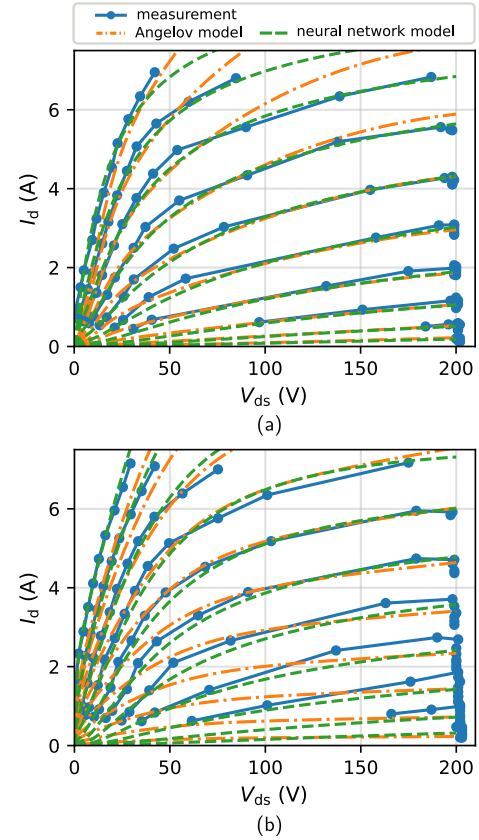 measurement
Angelov model
neural network model
6
4
2
0
I_d (A)
0 50 100 150 200
V_ds (V)
(a)
6
4
2
0
I_d (A)
0 50 100 150 200
V_ds (V)
(b)